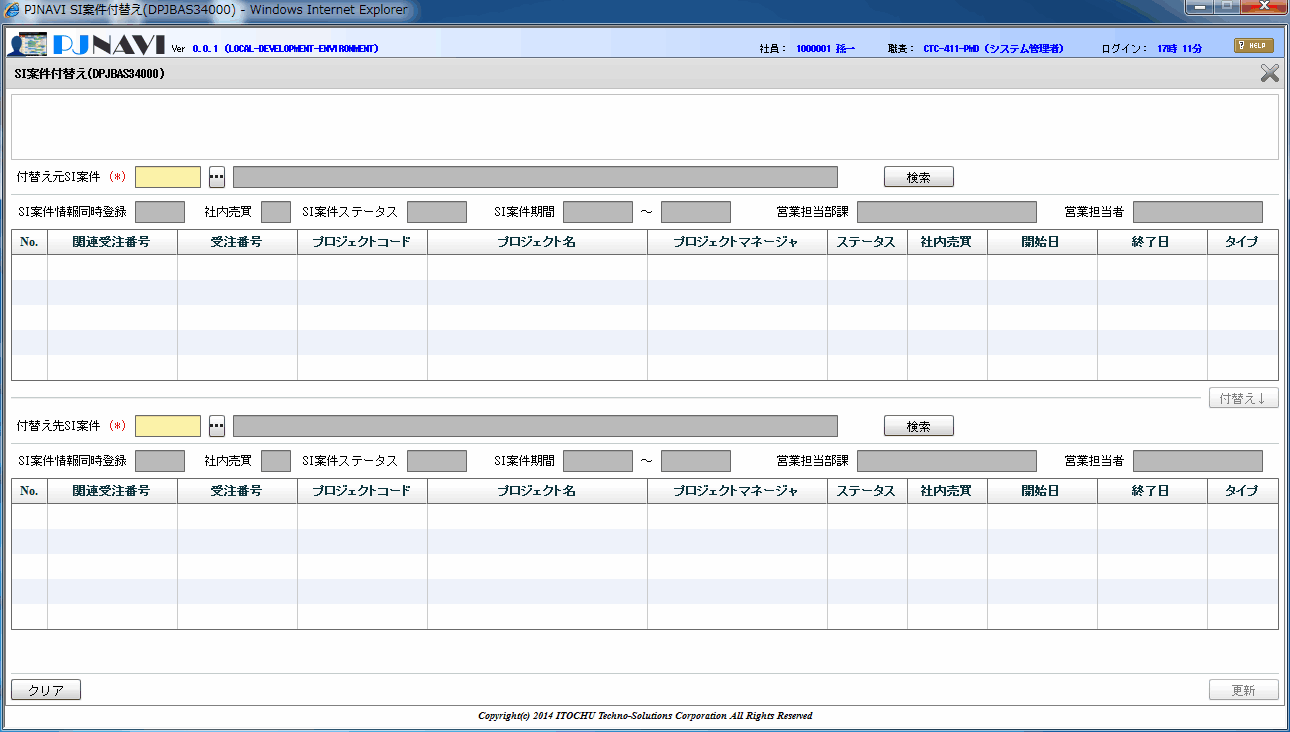 PJNAVI SI案件付替え(DPJBAS34000) - Windows Internet Explorer
PJNAVI Ver 0.0.1 (LOCAL-DEVELOPMENT-ENVIRONMENT) 社員： 1000001 孫一 職責： CTC-411-PMD (システム管理者) ログイン： 17時 11分 ? HELP
SI案件付替え(DPJBAS34000)
付替え元SI案件 (*) ... 検索
SI案件情報同時登録 社内売買 SI案件ステータス SI案件期間 ～ 営業担当部課 営業担当者
No. 関連受注番号 受注番号 プロジェクトコード プロジェクト名 プロジェクトマネージャ ステータス 社内売買 開始日 終了日 タイプ
付替え↓
付替え先SI案件 (*) ... 検索
SI案件情報同時登録 社内売買 SI案件ステータス SI案件期間 ～ 営業担当部課 営業担当者
No. 関連受注番号 受注番号 プロジェクトコード プロジェクト名 プロジェクトマネージャ ステータス 社内売買 開始日 終了日 タイプ
クリア 更新
Copyright(c) 2014 ITOCHU Techno-Solutions Corporation All Rights Reserved